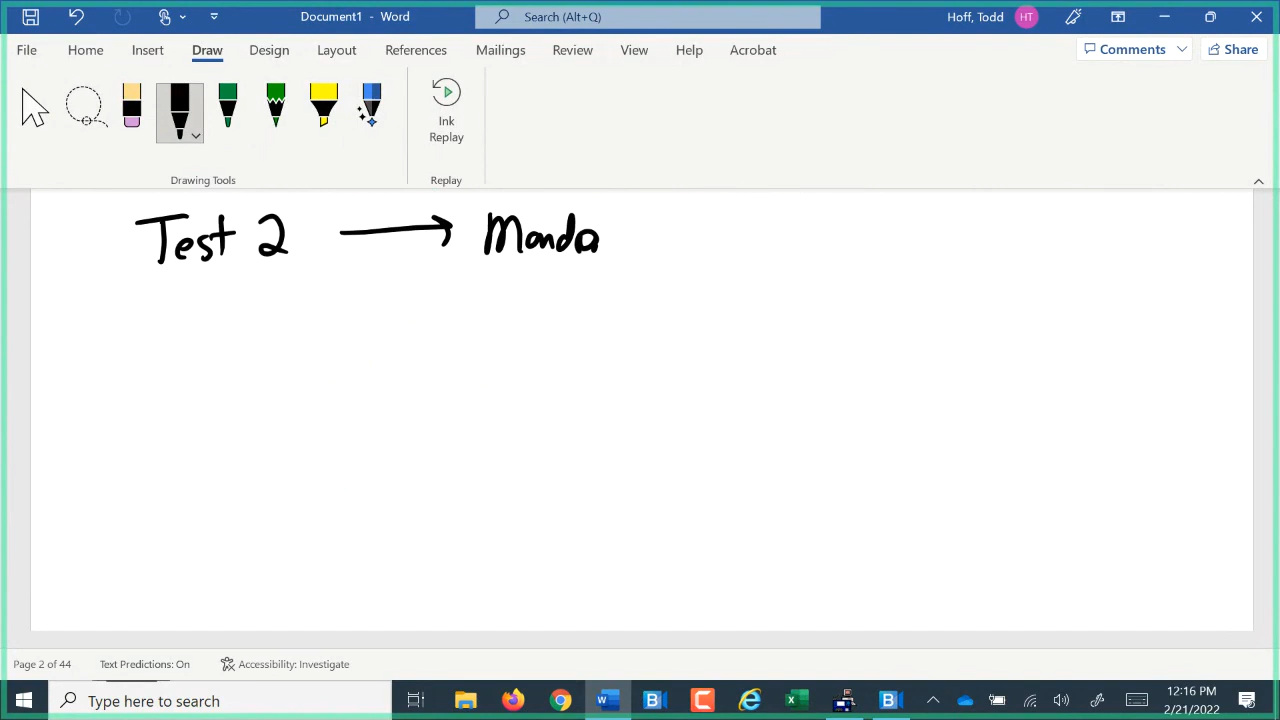 Document1 - Word
Search (Alt+Q)
Hoff, Todd
HT
File Home Insert Draw Design Layout References Mailings Review View Help Acrobat
Comments Share
Ink
Replay
Drawing Tools
Replay
Test 2 → Monda
Page 2 of 44 Text Predictions: On Accessibility: Investigate
Type here to search
12:16 PM
2/21/2022